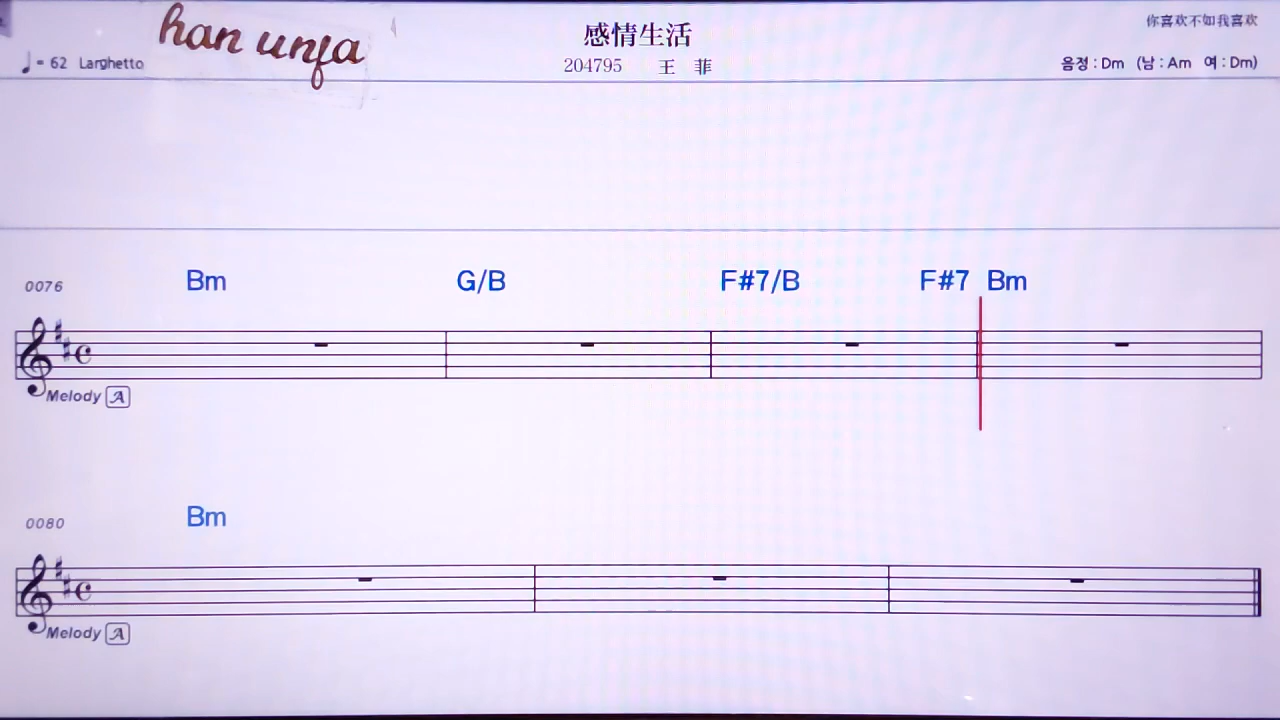 han unja
感情生活
你喜欢不如我喜欢
♩= 62 Larghetto
204795 王 菲
음정 : Dm (남 : Am 여 : Dm)
0076 Bm G/B F#7/B F#7 Bm
Melody A
0080 Bm
Melody A